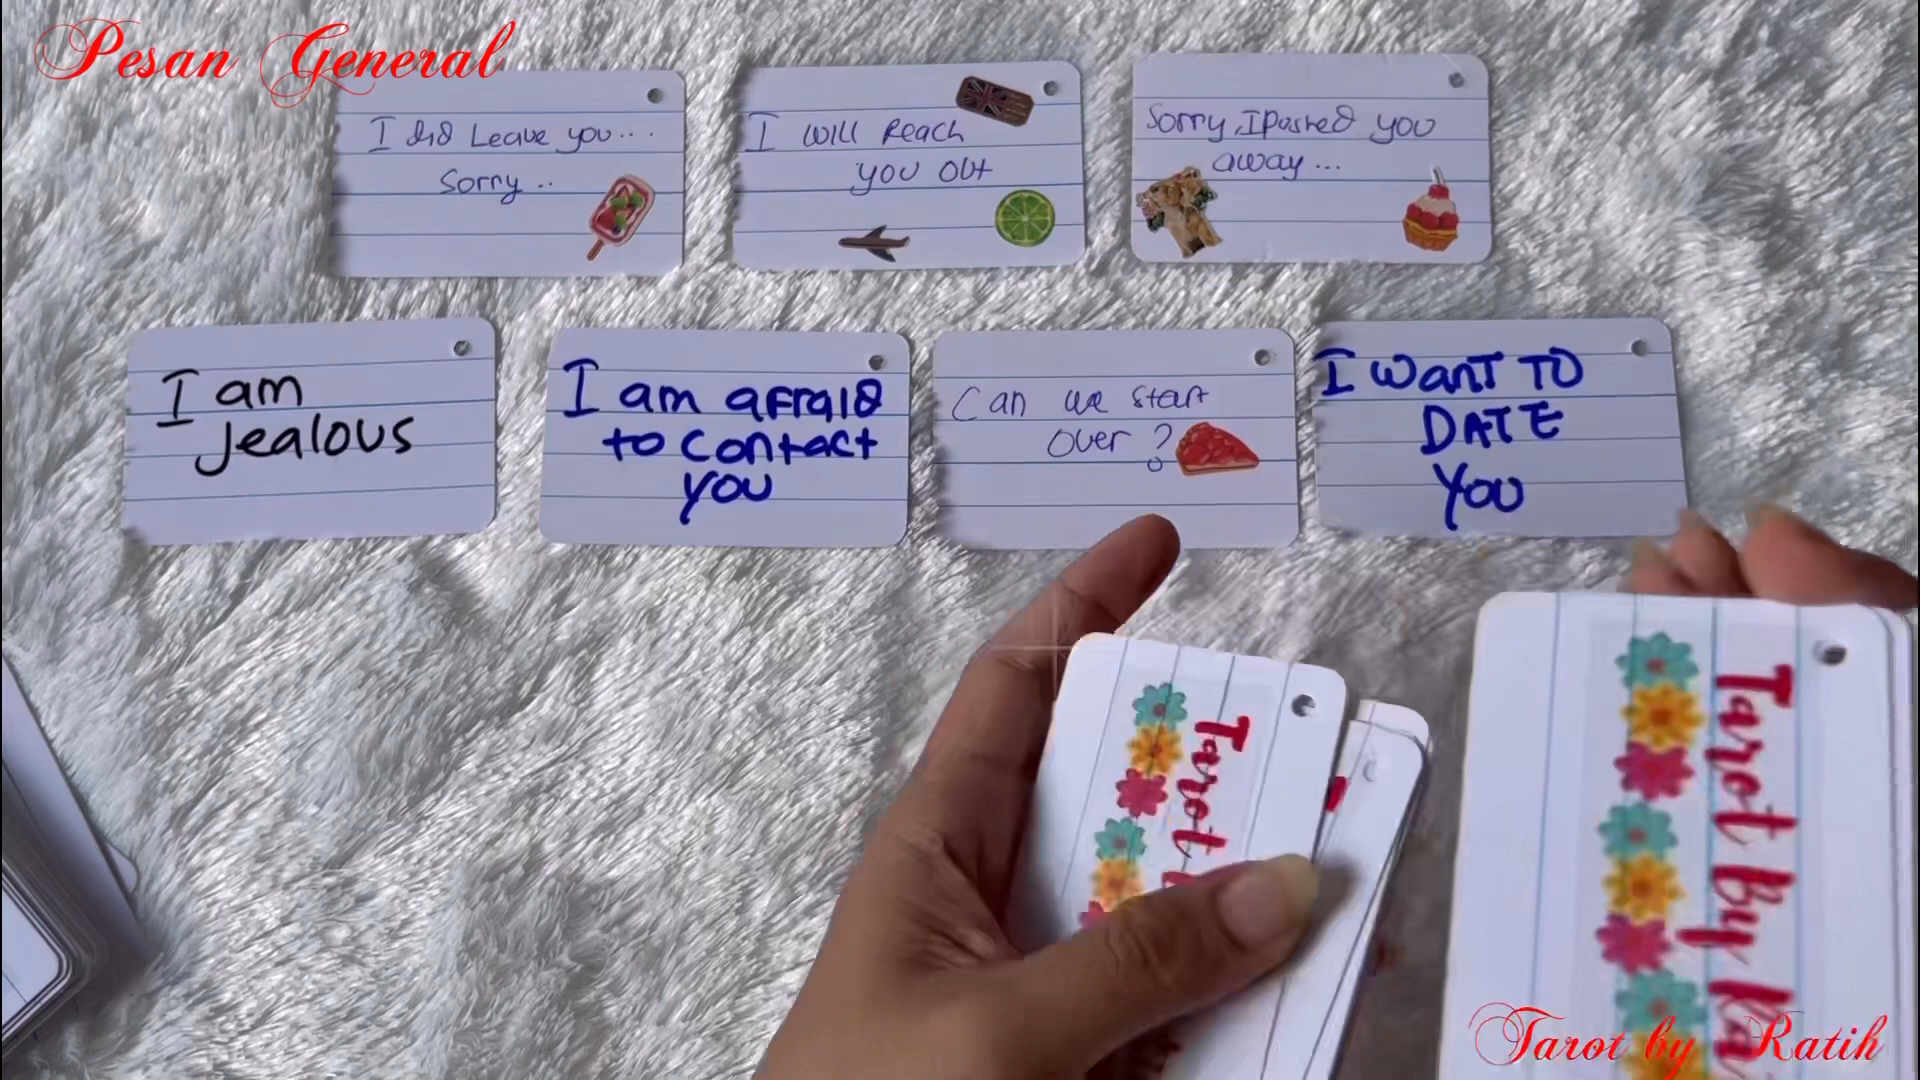 Pesan General
I did Leave you....
Sorry..
I will Reach
you out
Sorry, I pushed you
away...
I am
jealous
I am afraid
to contact
you
Can we start
over ?
I want TO
DATE
You
Tarot
Tarot By
Tarot by Ratih